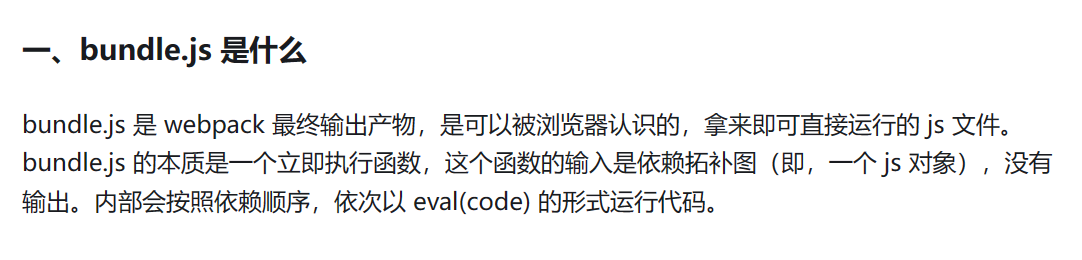 一、bundle.js 是什么
bundle.js 是 webpack 最终输出产物，是可以被浏览器认识的，拿来即可直接运行的 js 文件。
bundle.js 的本质是一个立即执行函数，这个函数的输入是依赖拓补图（即，一个 js 对象），没有
输出。内部会按照依赖顺序，依次以 eval(code) 的形式运行代码。